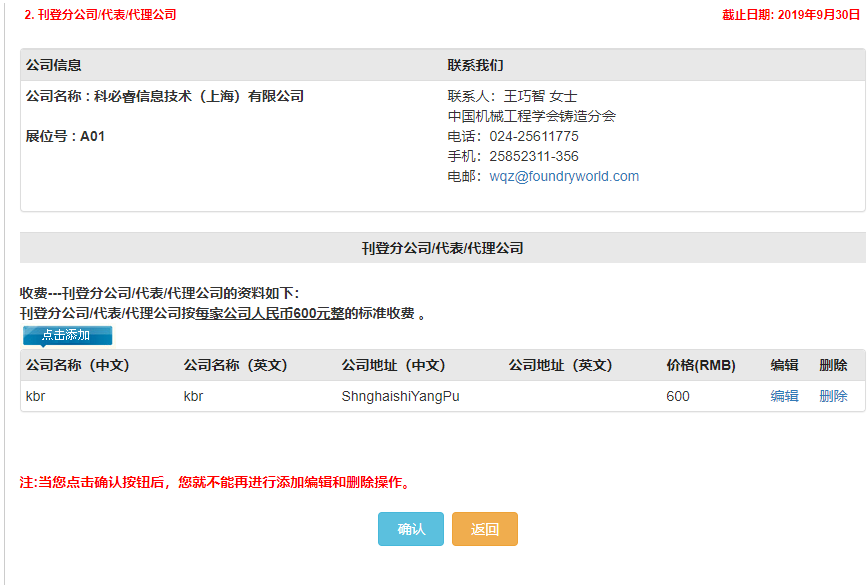 2. 刊登分公司/代表/代理公司
截止日期: 2019年9月30日
公司信息
联系我们
公司名称 : 科必睿信息技术（上海）有限公司
展位号 : A01
联系人：王巧智 女士
中国机械工程学会铸造分会
电话：024-25611775
手机：25852311-356
电邮：wqz@foundryworld.com
刊登分公司/代表/代理公司
收费---刊登分公司/代表/代理公司的资料如下：
刊登分公司/代表/代理公司按每家公司人民币600元整的标准收费 。
点击添加
公司名称（中文） 公司名称（英文） 公司地址（中文） 公司地址（英文） 价格(RMB) 编辑 删除
kbr kbr ShnghaishiYangPu 600 编辑 删除
注:当您点击确认按钮后，您就不能再进行添加编辑和删除操作。
确认 返回